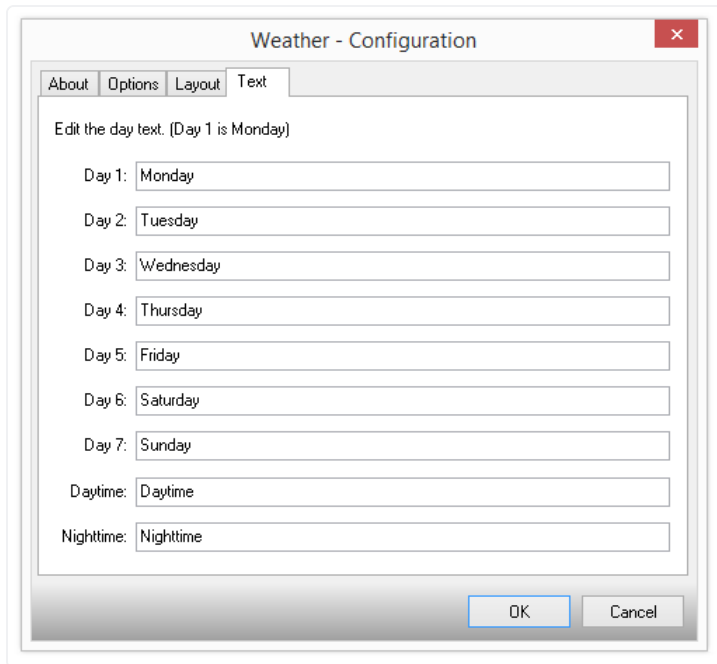 Weather - Configuration
About Options Layout Text
Edit the day text. (Day 1 is Monday)
Day 1: Monday
Day 2: Tuesday
Day 3: Wednesday
Day 4: Thursday
Day 5: Friday
Day 6: Saturday
Day 7: Sunday
Daytime: Daytime
Nighttime: Nighttime
OK Cancel